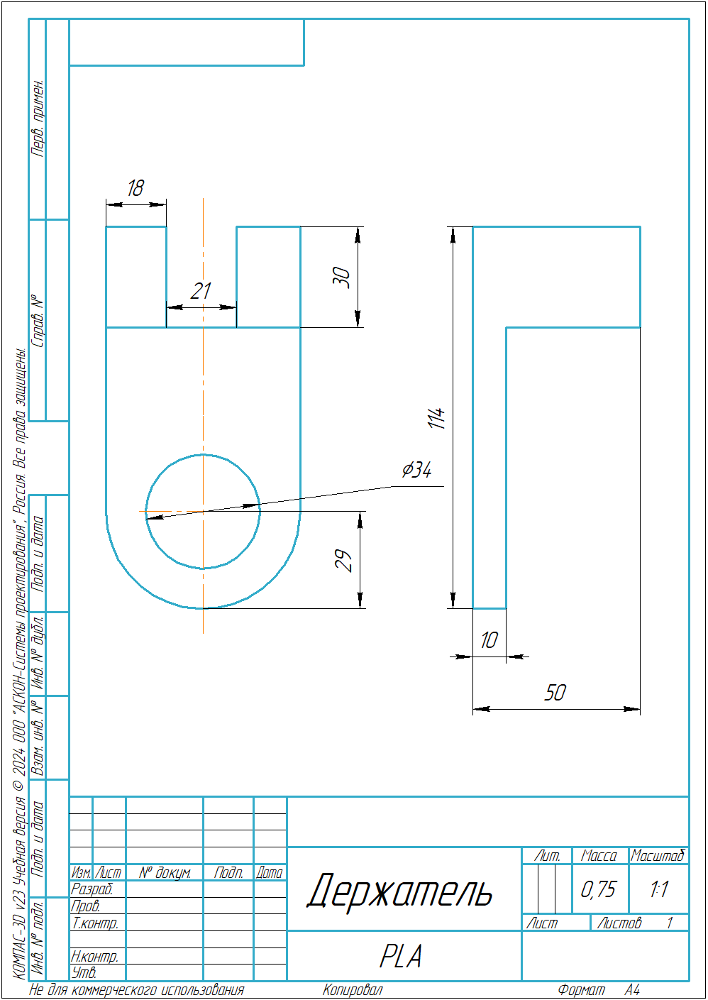 Перв. примен.
Справ. №
Подп. и дата
Инв. № дубл.
Взам. инв. №
Подп. и дата
Инв. № подл.
КОМПАС-3D v23 Учебная версия © 2024 ООО "АСКОН-Системы проектирования", Россия. Все права защищены.
18
21
30
114
⌀34
29
10
50
Изм. Лист № докум. Подп. Дата
Разраб.
Пров.
Т.контр.
Н.контр.
Утв.
Держатель
PLA
Лит. Масса Масштаб
0,75 1:1
Лист Листов 1
Не для коммерческого использования Копировал Формат А4